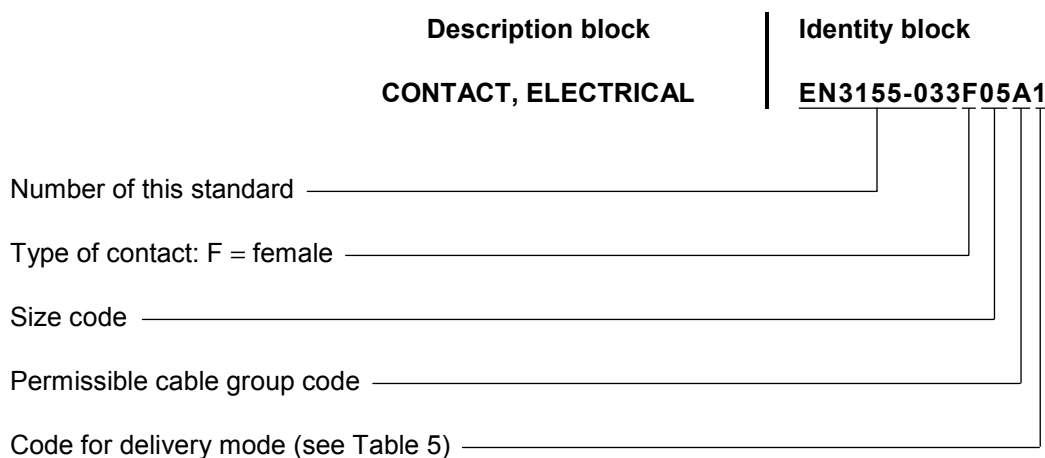 Description block Identity block
CONTACT, ELECTRICAL EN3155-033F05A1
Number of this standard
Type of contact: F = female
Size code
Permissible cable group code
Code for delivery mode (see Table 5)